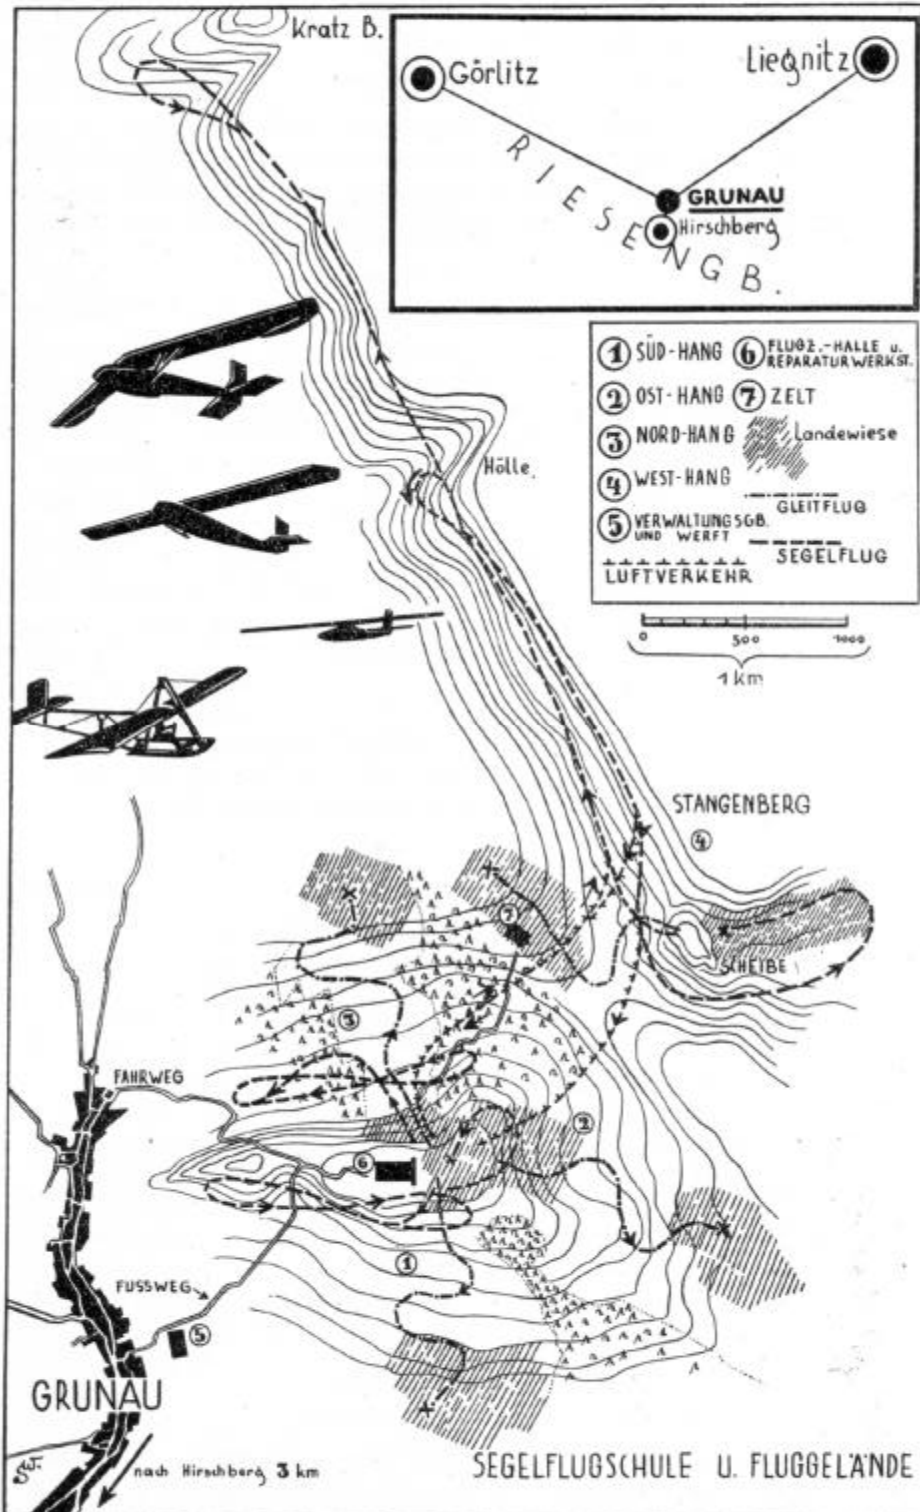 Kratz B.
Görlitz
Liegnitz
RIESENGB.
GRUNAU
Hirschberg
① SÜD-HANG
② OST-HANG
③ NORD-HANG
④ WEST-HANG
⑤ VERWALTUNGSGB.
UND WERFT
LUFTVERKEHR
⑥ FLUGZ.-HALLE u.
REPARATURWERKST.
⑦ ZELT
Landewiese
GLEITFLUG
SEGELFLUG
0 500 1000
1 km
Hölle
STANGENBERG
④
⑦
SCHEIBE
③
FAHRWEG
②
⑥
①
FUSSWEG
⑤
GRUNAU
SW.
nach Hirschberg 3 km
SEGELFLUGSCHULE U. FLUGGELÄNDE